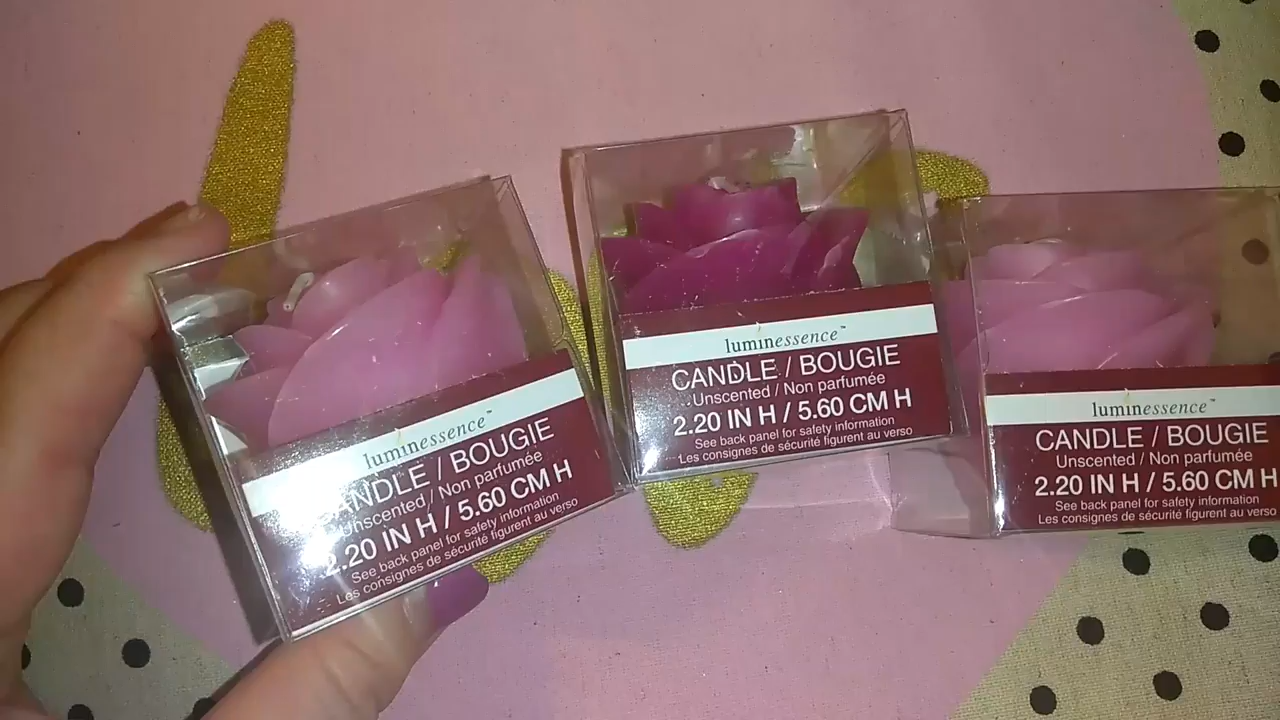 luminessence™
CANDLE / BOUGIE
Unscented / Non parfumée
2.20 IN H / 5.60 CM H
See back panel for safety information
Les consignes de sécurité figurent au verso
luminessence™
CANDLE / BOUGIE
Unscented / Non parfumée
2.20 IN H / 5.60 CM H
See back panel for safety information
Les consignes de sécurité figurent au verso
luminessence™
CANDLE / BOUGIE
Unscented / Non parfumée
2.20 IN H / 5.60 CM H
See back panel for safety information
Les consignes de sécurité figurent au verso